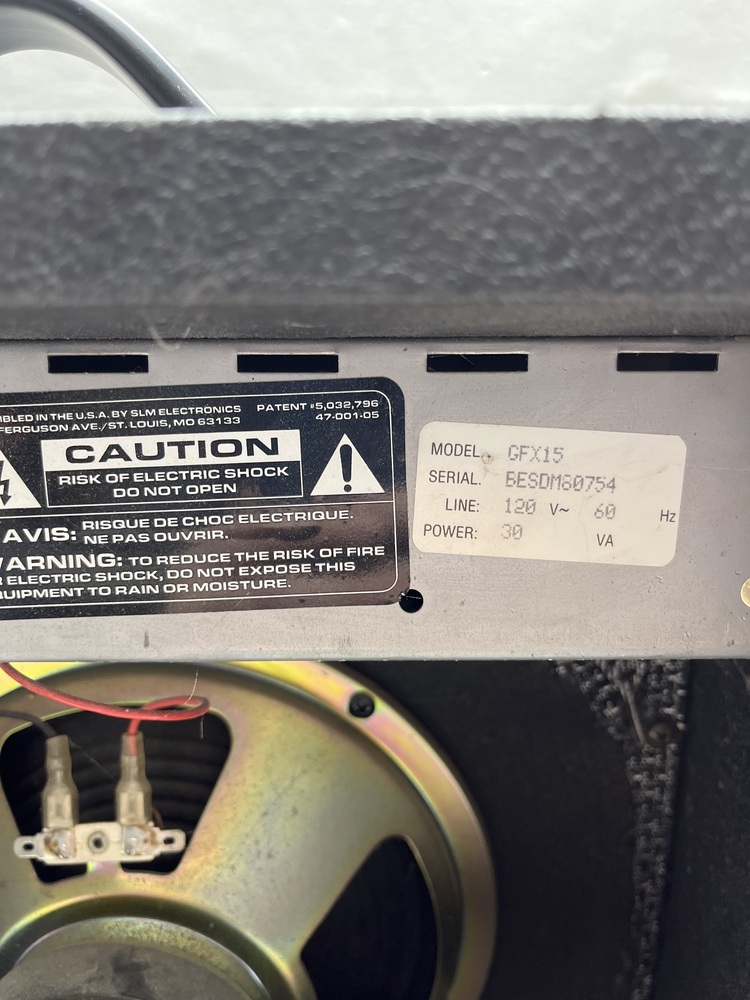 MBLED IN THE U.S.A. BY SLM ELECTRONICS PATENT #5,032,796
FERGUSON AVE./ST. LOUIS, MO 63133 47-001-05
CAUTION
RISK OF ELECTRIC SHOCK
DO NOT OPEN
AVIS: RISQUE DE CHOC ELECTRIQUE.
NE PAS OUVRIR.
WARNING: TO REDUCE THE RISK OF FIRE
R ELECTRIC SHOCK, DO NOT EXPOSE THIS
QUIPMENT TO RAIN OR MOISTURE.
MODEL. GFX15
SERIAL. BESDM80754
LINE: 120 V~ 60 Hz
POWER: 30 VA